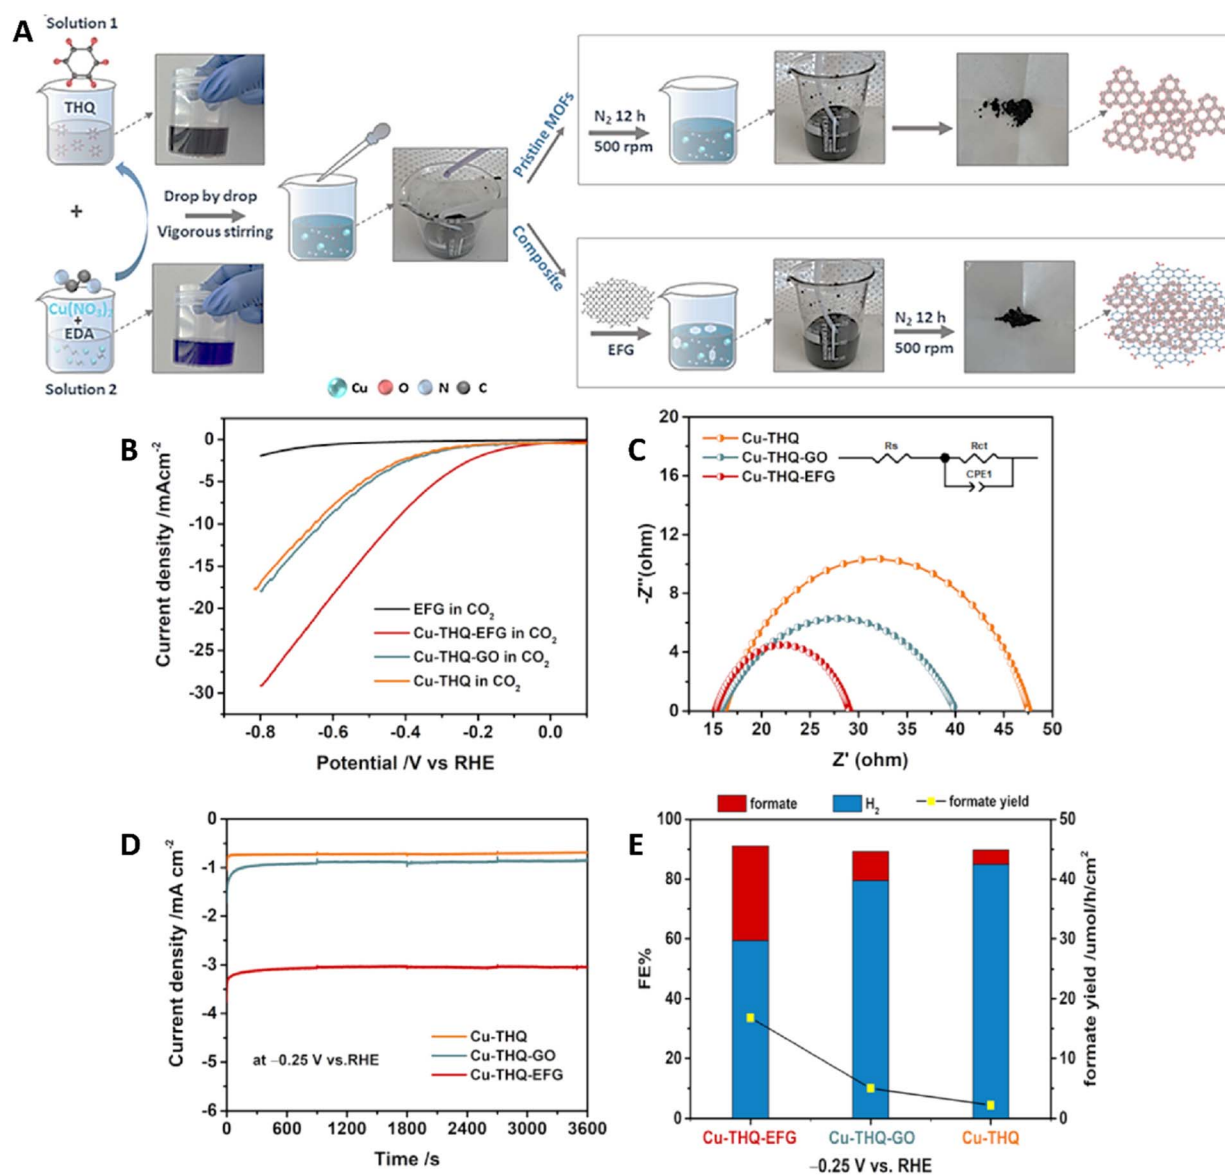 A
Solution 1
THQ
+
Cu(NO3)2
+
EDA
Solution 2
Drop by drop
Vigorous stirring
Pristine MOFs
Composite
N2 12 h
500 rpm
EFG
N2 12 h
500 rpm
Cu O N C
B
Current density /mAcm-2
0
-5
-10
-15
-20
-25
-30
EFG in CO2
Cu-THQ-EFG in CO2
Cu-THQ-GO in CO2
Cu-THQ in CO2
-0.8 -0.6 -0.4 -0.2 0.0
Potential /V vs RHE
C
-Z''(ohm)
20
16
12
8
4
0
Cu-THQ
Cu-THQ-GO
Cu-THQ-EFG
Rs Rct
CPE1
15 20 25 30 35 40 45 50
Z' (ohm)
D
Current density /mA cm-2
0
-1
-2
-3
-4
-5
-6
at −0.25 V vs.RHE
Cu-THQ
Cu-THQ-GO
Cu-THQ-EFG
0 600 1200 1800 2400 3000 3600
Time /s
E
formate H2 formate yield
FE%
100
80
60
40
20
0
50
40
30
20
10
0
formate yield /umol/h/cm2
Cu-THQ-EFG Cu-THQ-GO Cu-THQ
−0.25 V vs. RHE